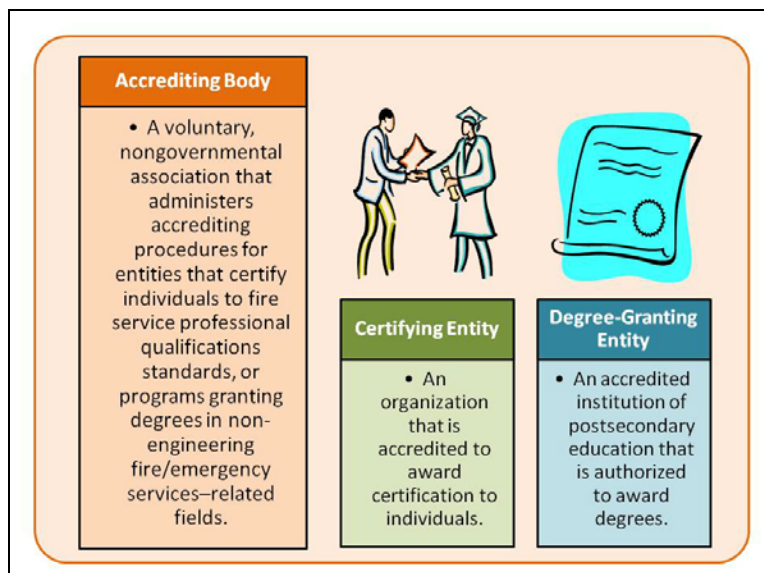 Accrediting Body
• A voluntary,
nongovernmental
association that
administers
accrediting
procedures for
entities that certify
individuals to fire
service professional
qualifications
standards, or
programs granting
degrees in non-
engineering
fire/emergency
services–related
fields.
Certifying Entity
• An
organization
that is
accredited to
award
certification to
individuals.
Degree-Granting
Entity
• An accredited
institution of
postsecondary
education that
is authorized
to award
degrees.